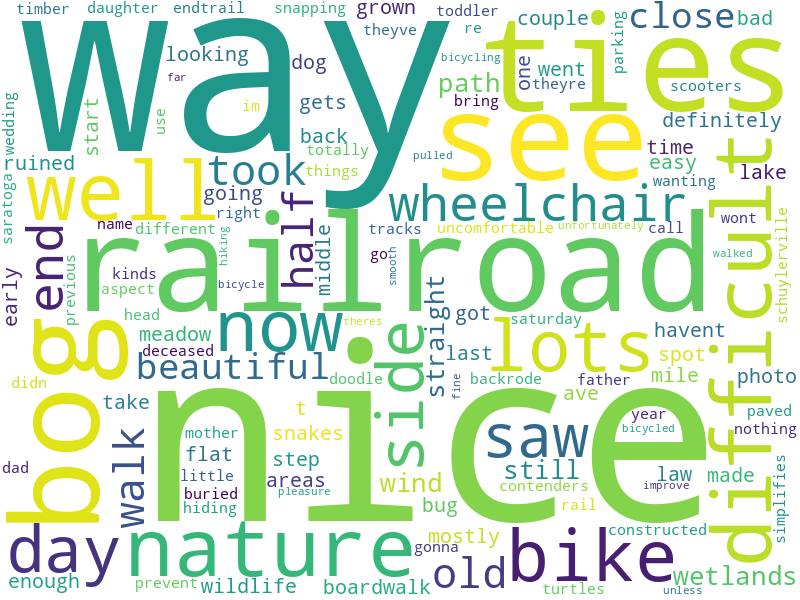 timber daughter endtrail snapping grown toddler couple close bad
looking theyve re parking
way ties
far dog bicycling one went
wedding start use im gets path theyre scooters
bring see definitely
back
totally pulled time
ruined well took things easy lake
saratoga going wheelchair wanting
name right half middle
end different tracks uncomfortable unfortunately call wont
railroad
early previous hiking go smooth difficult walked
kinds
aspect bicycle straight schuylerville
head now got lots saturday havent
bog meadow theres
deceased side last spot photo
beautiful
didn doodle fine backrode father mile
take nice ave
t year paved
walk mother snakes saw bicycled nothing
dad flat step still law made
little areas wind contenders improve simplifies
buried pleasure
hiding bug rail
day nature mostly bike constructed
gonna
enough prevent wildlife boardwalk old turtles unless wetlands